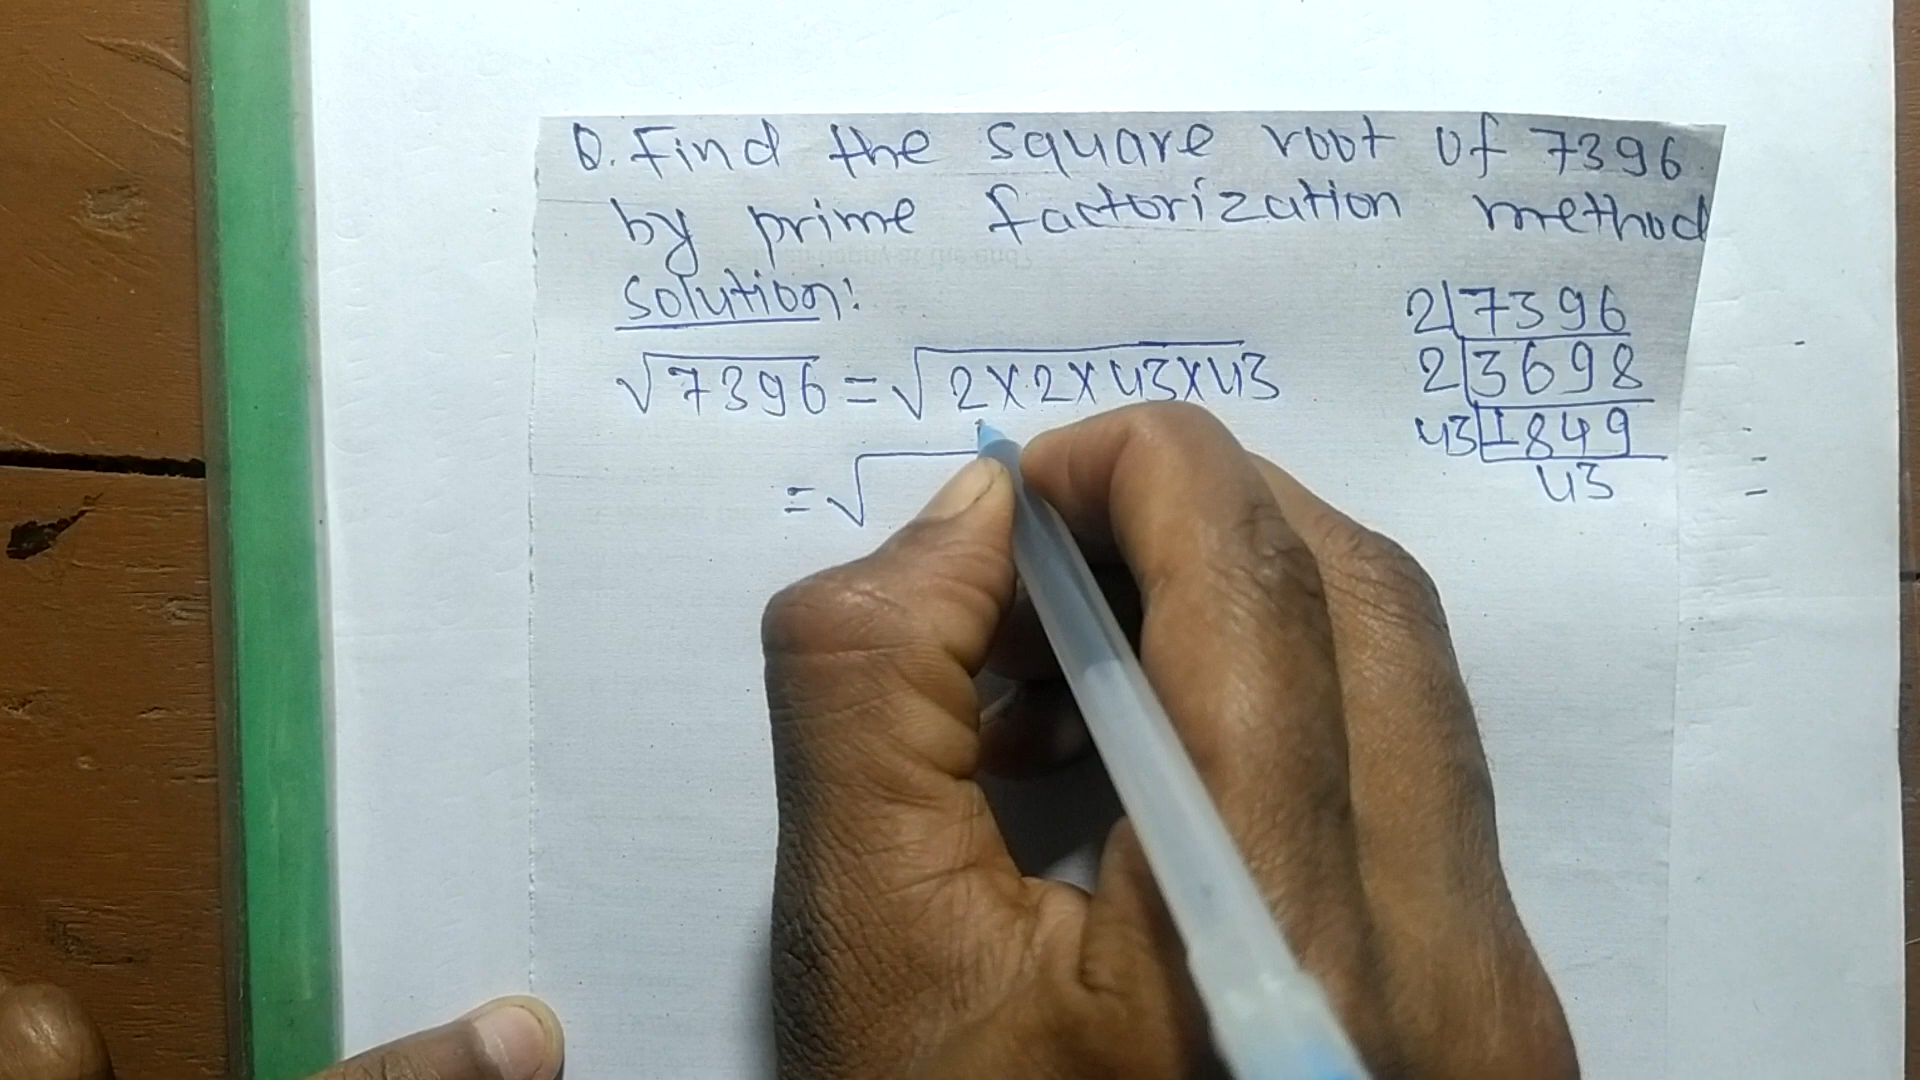 Q. Find the square root of 7396
by prime factorization method
Solution:
√7396 = √2×2×43×43
= √
2|7396
2|3698
43|1849
43